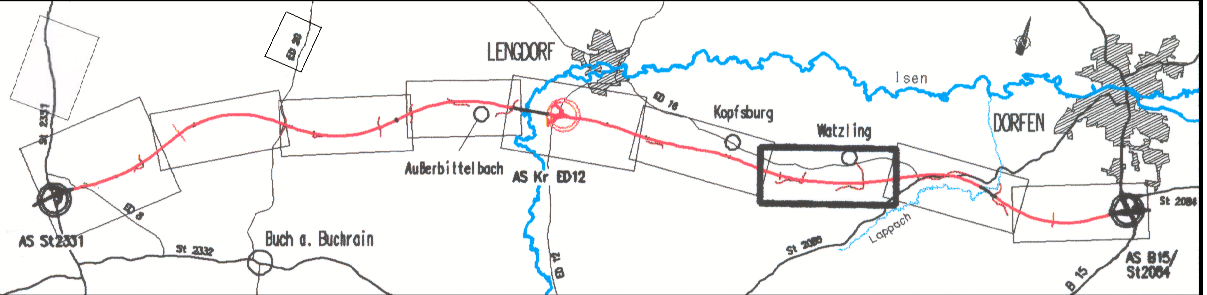 ED 20
LENGDORF
Isen
St 2331
ED 16
Kopfsburg
DORFEN
Watzling
Außerbittelbach
AS Kr ED12
ED 8
St 2084
Lappach
AS St2331
Buch a. Buchrain
St 2332
ED 12
St 2086
AS B15/
St2084
B 15